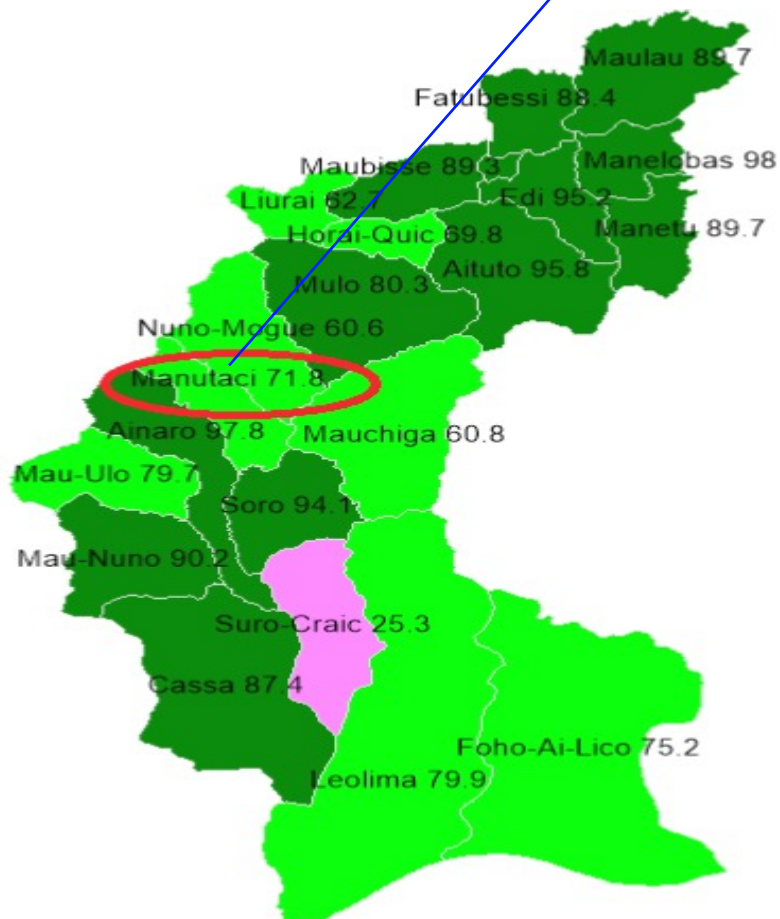 Maulau 89.7
Fatubessi 88.4
Maubisse 89.3
Manelobas 98
Liurai 62.7
Edi 95.2
Horai-Quic 69.8
Manetu 89.7
Aituto 95.8
Mulo 80.3
Nuno-Mogue 60.6
Manutaci 71.8
Ainaro 97.8
Mauchiga 60.8
Mau-Ulo 79.7
Soro 94.1
Mau-Nuno 90.2
Suro-Craic 25.3
Cassa 87.4
Foho-Ai-Lico 75.2
Leolima 79.9